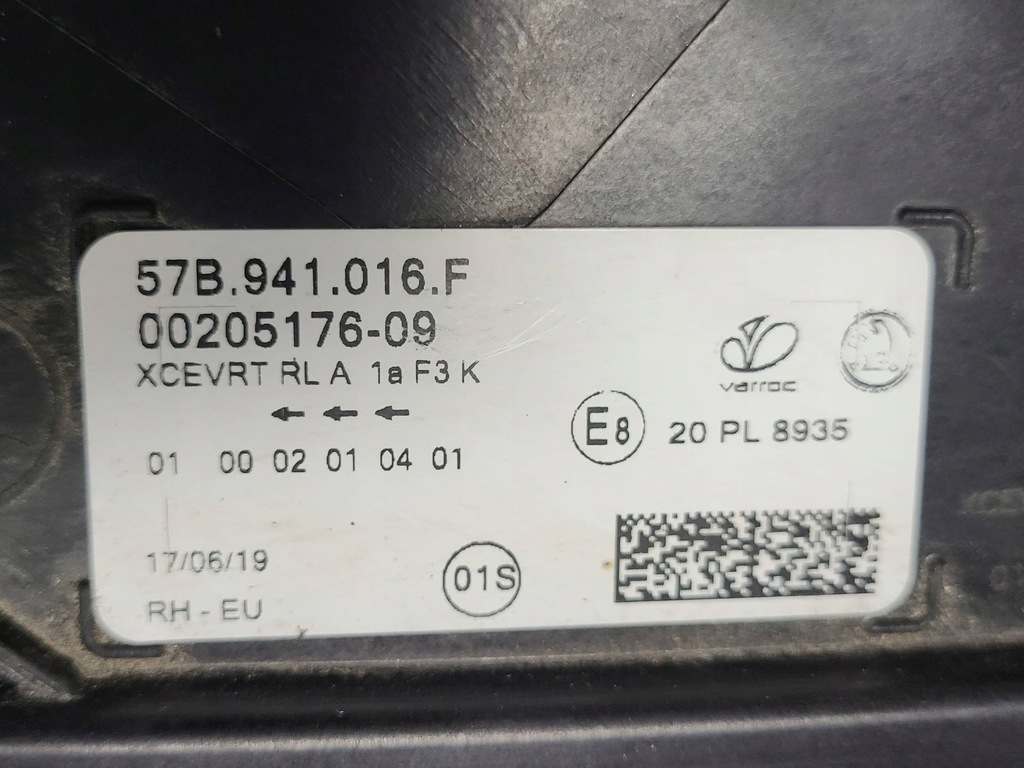 57B.941.016.F
00205176-09
XCEVRT RL A 1a F3 K
← ← ←
varroc
E8 20 PL 8935
01 00 02 01 04 01
17/06/19
01S
RH - EU